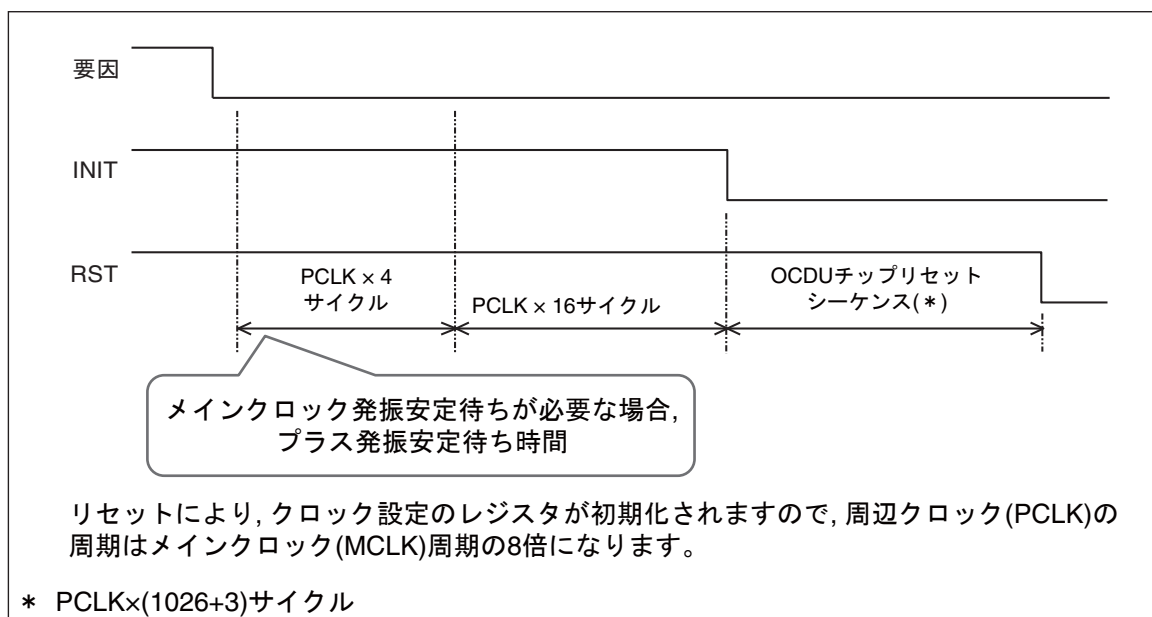 要因
INIT
RST
PCLK × 4
サイクル
PCLK × 16サイクル
OCDUチップリセット
シーケンス(*)
メインクロック発振安定待ちが必要な場合,
プラス発振安定待ち時間
リセットにより, クロック設定のレジスタが初期化されますので, 周辺クロック(PCLK)の
周期はメインクロック(MCLK)周期の8倍になります。
* PCLK×(1026+3)サイクル